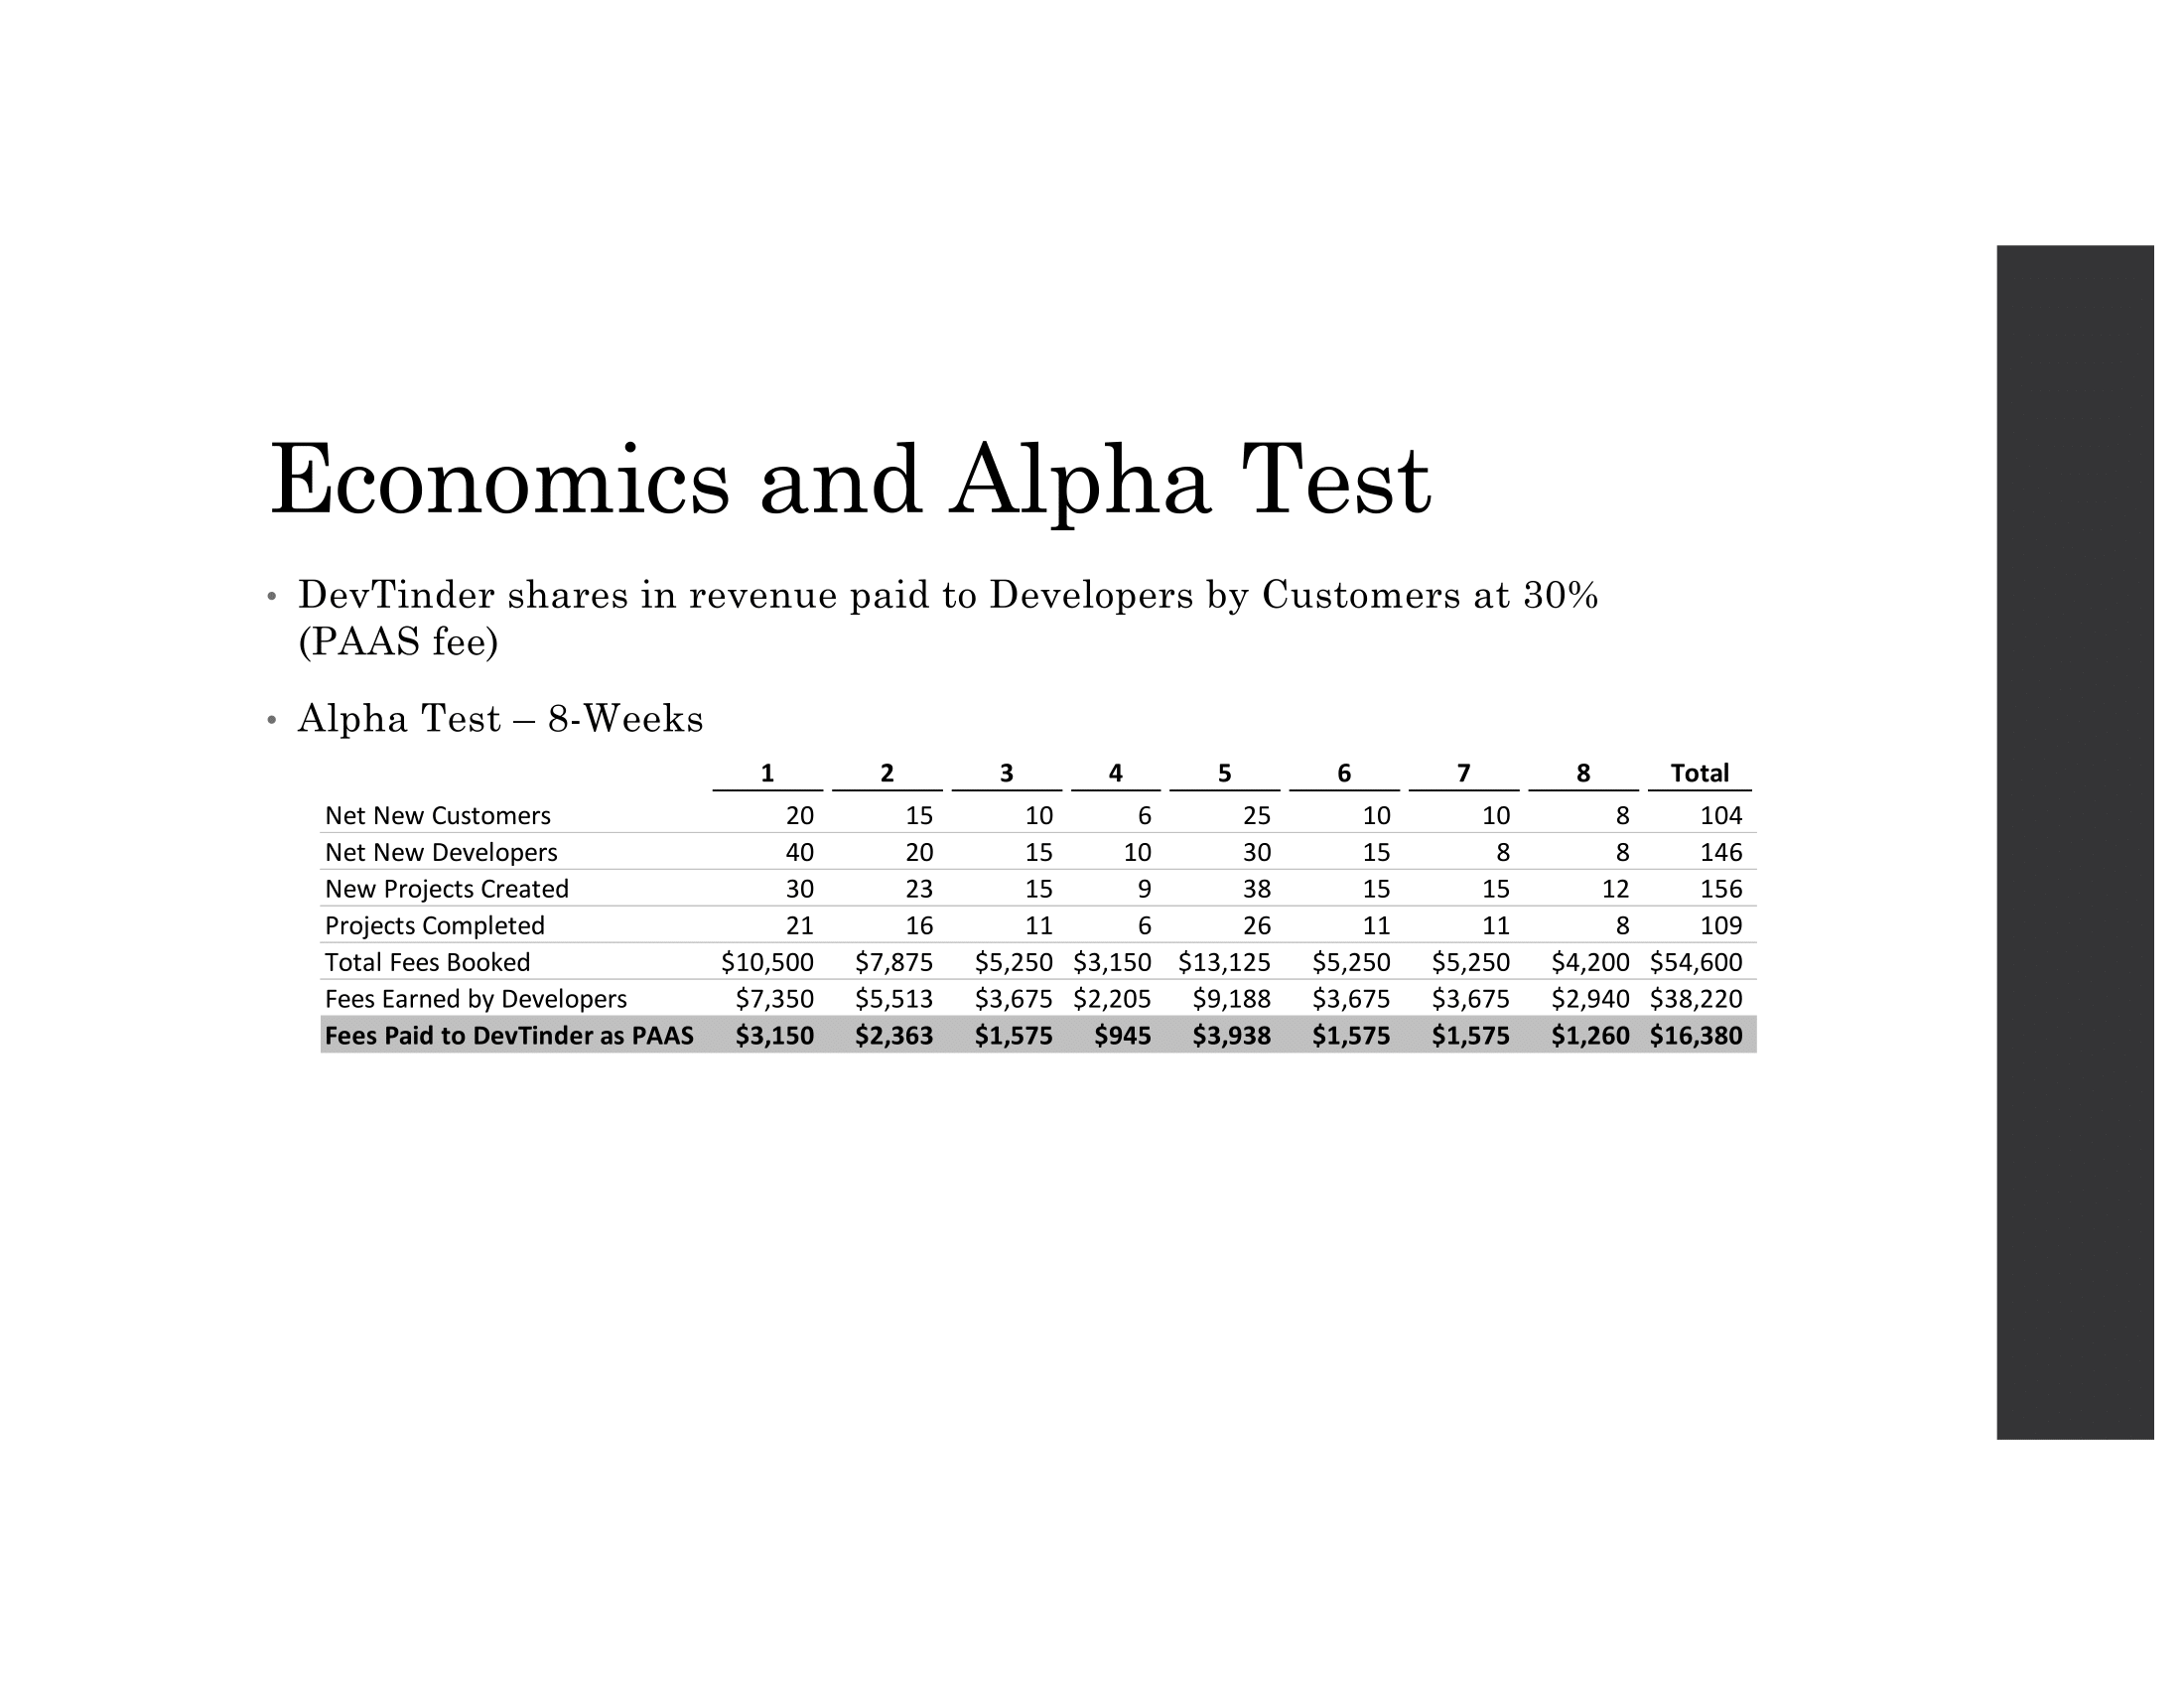 Economics and Alpha Test
• DevTinder shares in revenue paid to Developers by Customers at 30%
(PAAS fee)
• Alpha Test – 8-Weeks
1 2 3 4 5 6 7 8 Total
Net New Customers 20 15 10 6 25 10 10 8 104
Net New Developers 40 20 15 10 30 15 8 8 146
New Projects Created 30 23 15 9 38 15 15 12 156
Projects Completed 21 16 11 6 26 11 11 8 109
Total Fees Booked $10,500 $7,875 $5,250 $3,150 $13,125 $5,250 $5,250 $4,200 $54,600
Fees Earned by Developers $7,350 $5,513 $3,675 $2,205 $9,188 $3,675 $3,675 $2,940 $38,220
Fees Paid to DevTinder as PAAS $3,150 $2,363 $1,575 $945 $3,938 $1,575 $1,575 $1,260 $16,380